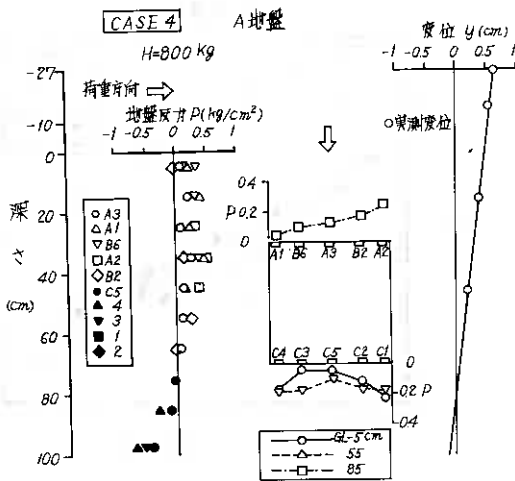 CASE 4
A地盤
H=800 kg
荷重方向
地盤反力 P(kg/cm²)
-1 -0.5 0 0.5 1
変位 y(cm)
-1 0 0.5 1
実測変位
-27
-10
0
20
40
60
80
100
深さ
(cm)
A3
A1
B6
A2
B2
C5
4
3
1
2
0.4
P 0.2
0
A1 B6 A3 B2 A2
C4 C3 C5 C2 C1
0
0.2 P
0.4
GL-5cm
55
85